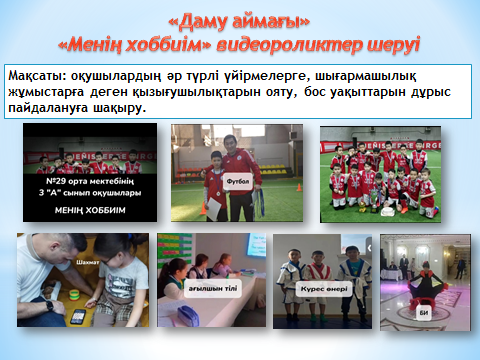 «Даму аймағы»
«Менің хоббиім» видеороликтер шеруі
Мақсаты: оқушылардың әр түрлі үйірмелерге, шығармашылық
жұмыстарға деген қызығушылықтарын ояту, бос уақыттарын дұрыс
пайдалануға шақыру.
№29 орта мектебінің
3 "А" сынып оқушылары
МЕНІҢ ХОББИІМ
Футбол
Шахмат
ағылшын тілі
Күрес өнері
БИ